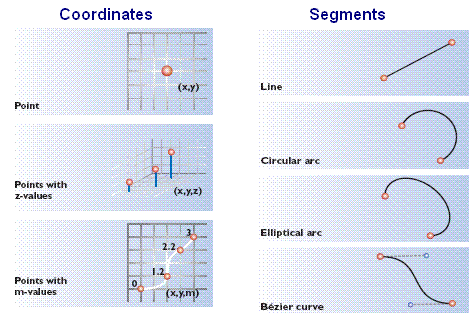 Coordinates
(x,y)
Point
Points with
z-values
(x,y,z)
3
2.2
1.2
0
(x,y,m)
Points with
m-values
Segments
Line
Circular arc
Elliptical arc
Bézier curve